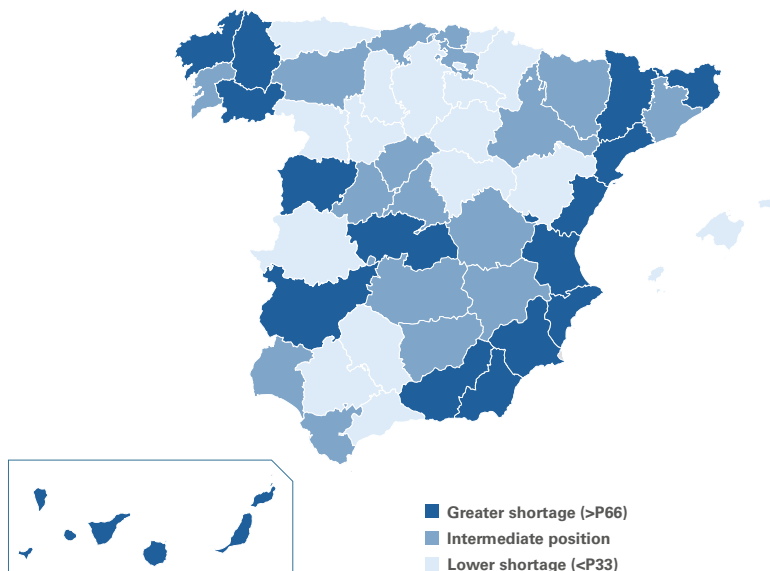 Greater shortage (>P66)
Intermediate position
Lower shortage (<P33)